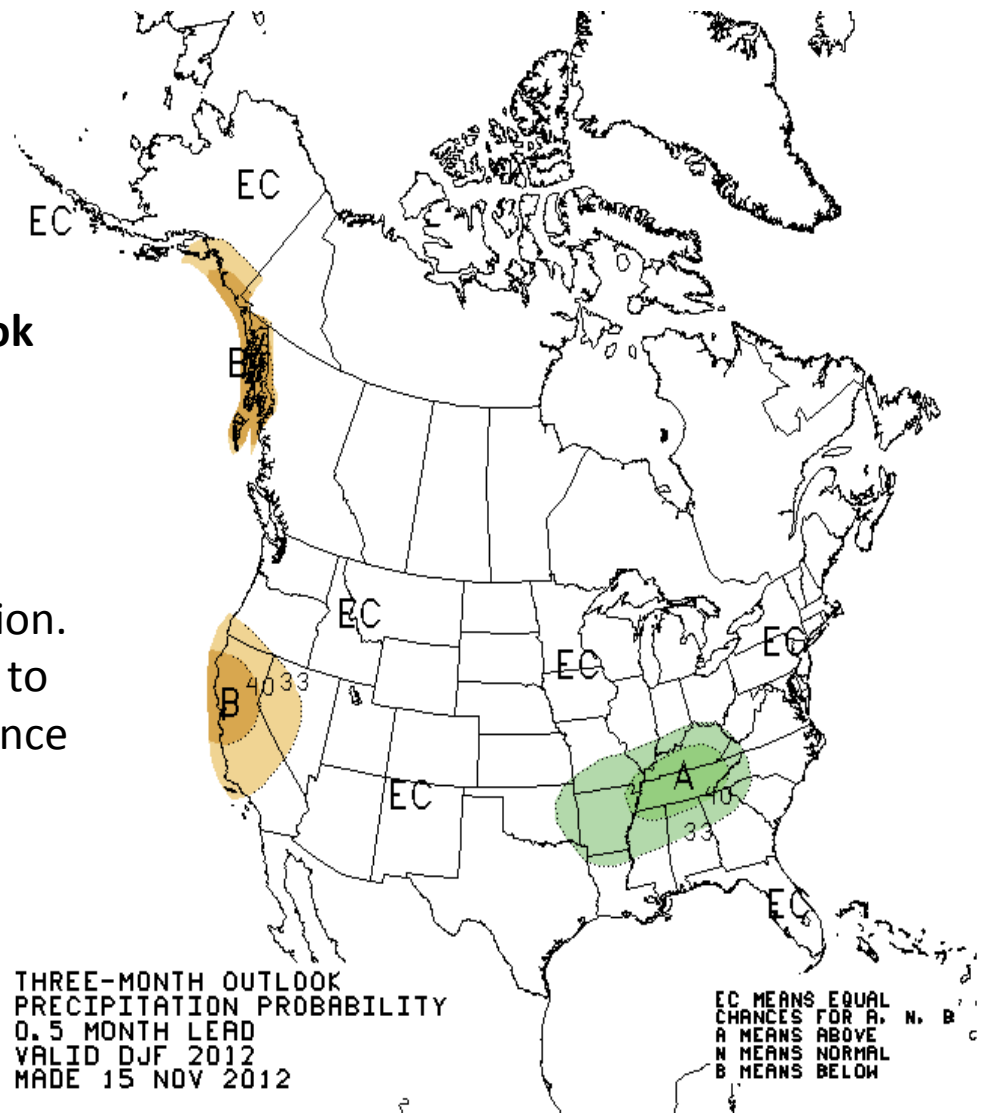 EC
EC
ok
B
ion.
to
ance
EC
EC
EC
40 33
B
A
40
EC
33
EC
THREE-MONTH OUTLOOK
PRECIPITATION PROBABILITY
0.5 MONTH LEAD
VALID DJF 2012
MADE 15 NOV 2012
EC MEANS EQUAL
CHANCES FOR A, N, B
A MEANS ABOVE
N MEANS NORMAL
B MEANS BELOW